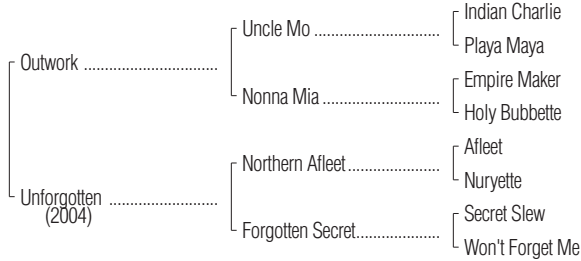 Indian Charlie
Uncle Mo ..............................
Playa Maya
Outwork ................................
Empire Maker
Nonna Mia ............................
Holy Bubbette
Afleet
Northern Afleet......................
Nuryette
Unforgotten .........................
(2004)
Secret Slew
Forgotten Secret....................
Won't Forget Me